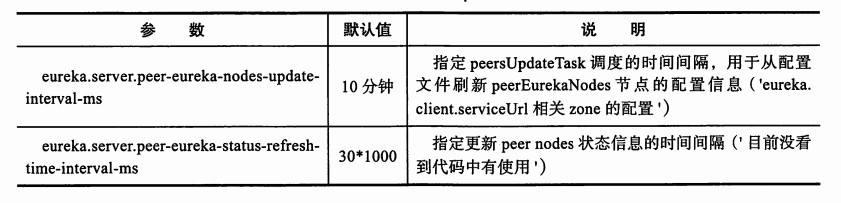 参 数 默认值 说 明
eureka.server.peer-eureka-nodes-update-
interval-ms
10 分钟
指定 peersUpdateTask 调度的时间间隔，用于从配置
文件刷新 peerEurekaNodes 节点的配置信息（'eureka.
client.serviceUrl 相关 zone 的配置 '）
eureka.server.peer-eureka-status-refresh-
time-interval-ms
30*1000
指定更新 peer nodes 状态信息的时间间隔（' 目前没看
到代码中有使用 '）